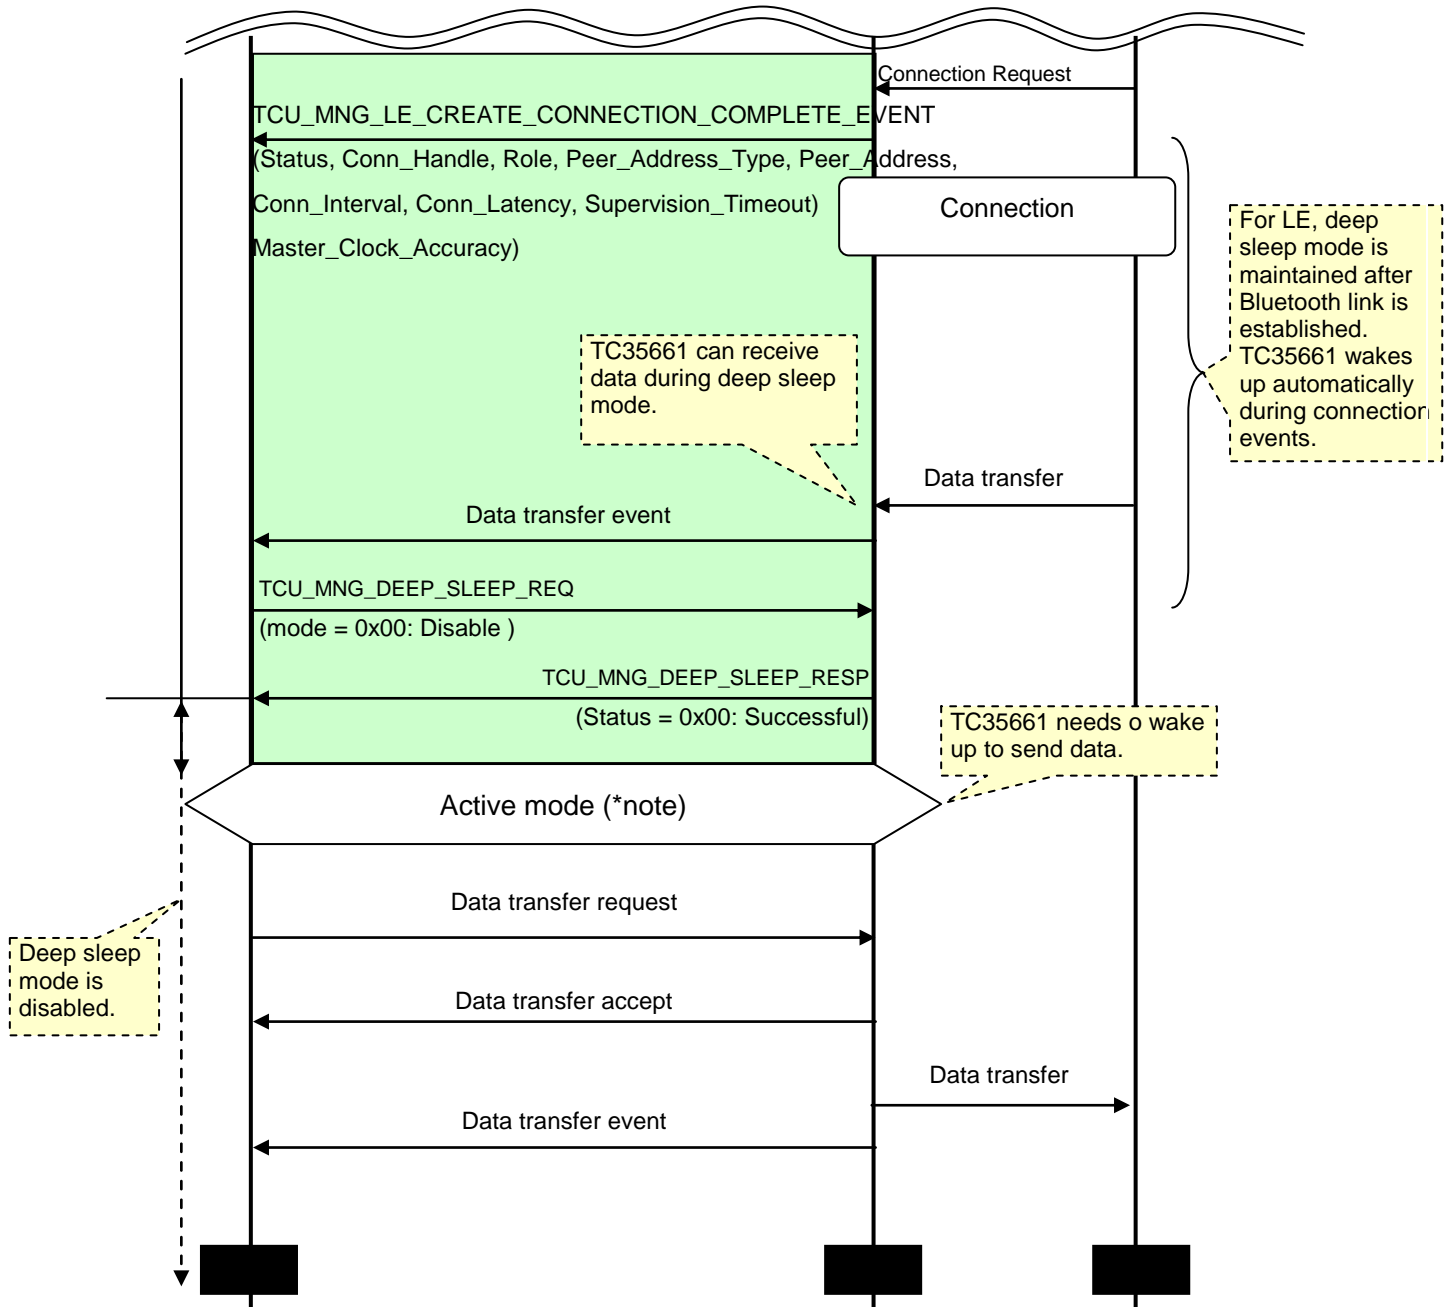 Connection Request
TCU_MNG_LE_CREATE_CONNECTION_COMPLETE_EVENT
(Status, Conn_Handle, Role, Peer_Address_Type, Peer_Address,
Conn_Interval, Conn_Latency, Supervision_Timeout)
Master_Clock_Accuracy)
Connection
For LE, deep
sleep mode is
maintained after
Bluetooth link is
established.
TC35661 wakes
up automatically
during connection
events.
TC35661 can receive
data during deep sleep
mode.
Data transfer
Data transfer event
TCU_MNG_DEEP_SLEEP_REQ
(mode = 0x00: Disable )
TCU_MNG_DEEP_SLEEP_RESP
(Status = 0x00: Successful)
TC35661 needs o wake
up to send data.
Active mode (*note)
Data transfer request
Deep sleep
mode is
disabled.
Data transfer accept
Data transfer
Data transfer event